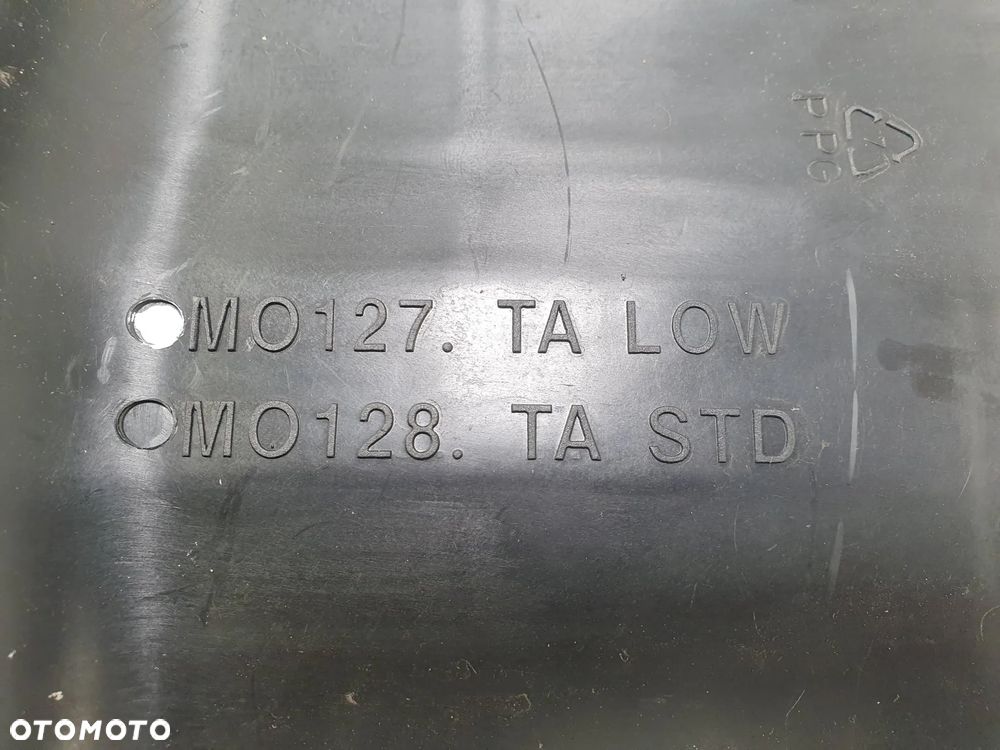 PPG
MO127. TA LOW
MO128. TA STD
OTOMOTO